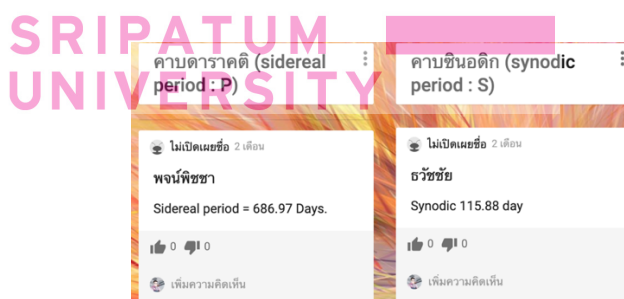 SRIPATUM
UNIVERSITY
คาบดาราคติ (sidereal
period : P)
ไม่เปิดเผยชื่อ 2 เดือน
พจน์พิชชา
Sidereal period = 686.97 Days.
0 0
เพิ่มความคิดเห็น
คาบซินอดิก (synodic
period : S)
ไม่เปิดเผยชื่อ 2 เดือน
ธวัชชัย
Synodic 115.88 day
0 0
เพิ่มความคิดเห็น